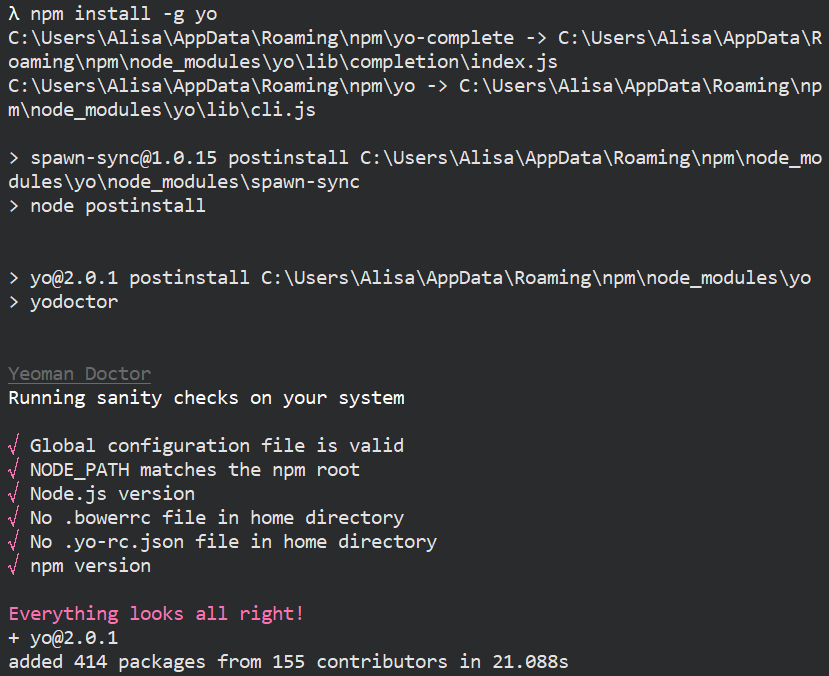 λ npm install -g yo
C:\Users\Alisa\AppData\Roaming\npm\yo-complete -> C:\Users\Alisa\AppData\R
oaming\npm\node_modules\yo\lib\completion\index.js
C:\Users\Alisa\AppData\Roaming\npm\yo -> C:\Users\Alisa\AppData\Roaming\np
m\node_modules\yo\lib\cli.js
> spawn-sync@1.0.15 postinstall C:\Users\Alisa\AppData\Roaming\npm\node_mo
dules\yo\node_modules\spawn-sync
> node postinstall
> yo@2.0.1 postinstall C:\Users\Alisa\AppData\Roaming\npm\node_modules\yo
> yodoctor
Yeoman Doctor
Running sanity checks on your system
√ Global configuration file is valid
√ NODE_PATH matches the npm root
√ Node.js version
√ No .bowerrc file in home directory
√ No .yo-rc.json file in home directory
√ npm version
Everything looks all right!
+ yo@2.0.1
added 414 packages from 155 contributors in 21.088s